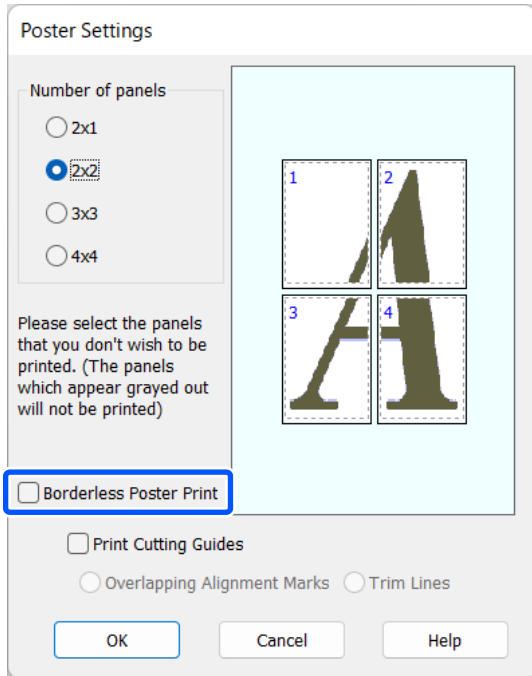 Poster Settings
Number of panels
2x1
2x2
3x3
4x4
1
2
3
4
Please select the panels
that you don't wish to be
printed. (The panels
which appear grayed out
will not be printed)
Borderless Poster Print
Print Cutting Guides
Overlapping Alignment Marks Trim Lines
OK Cancel Help